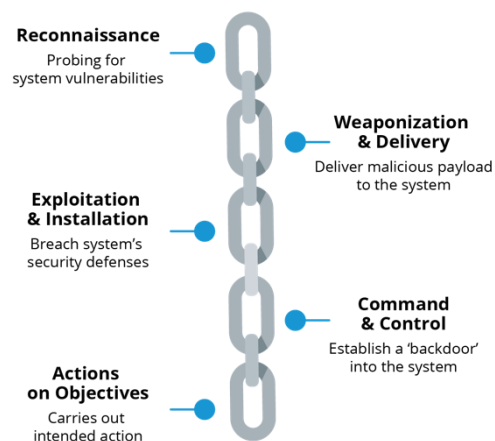 Reconnaissance
Probing for
system vulnerabilities
Weaponization
& Delivery
Deliver malicious payload
to the system
Exploitation
& Installation
Breach system’s
security defenses
Command
& Control
Establish a ‘backdoor’
into the system
Actions
on Objectives
Carries out
intended action